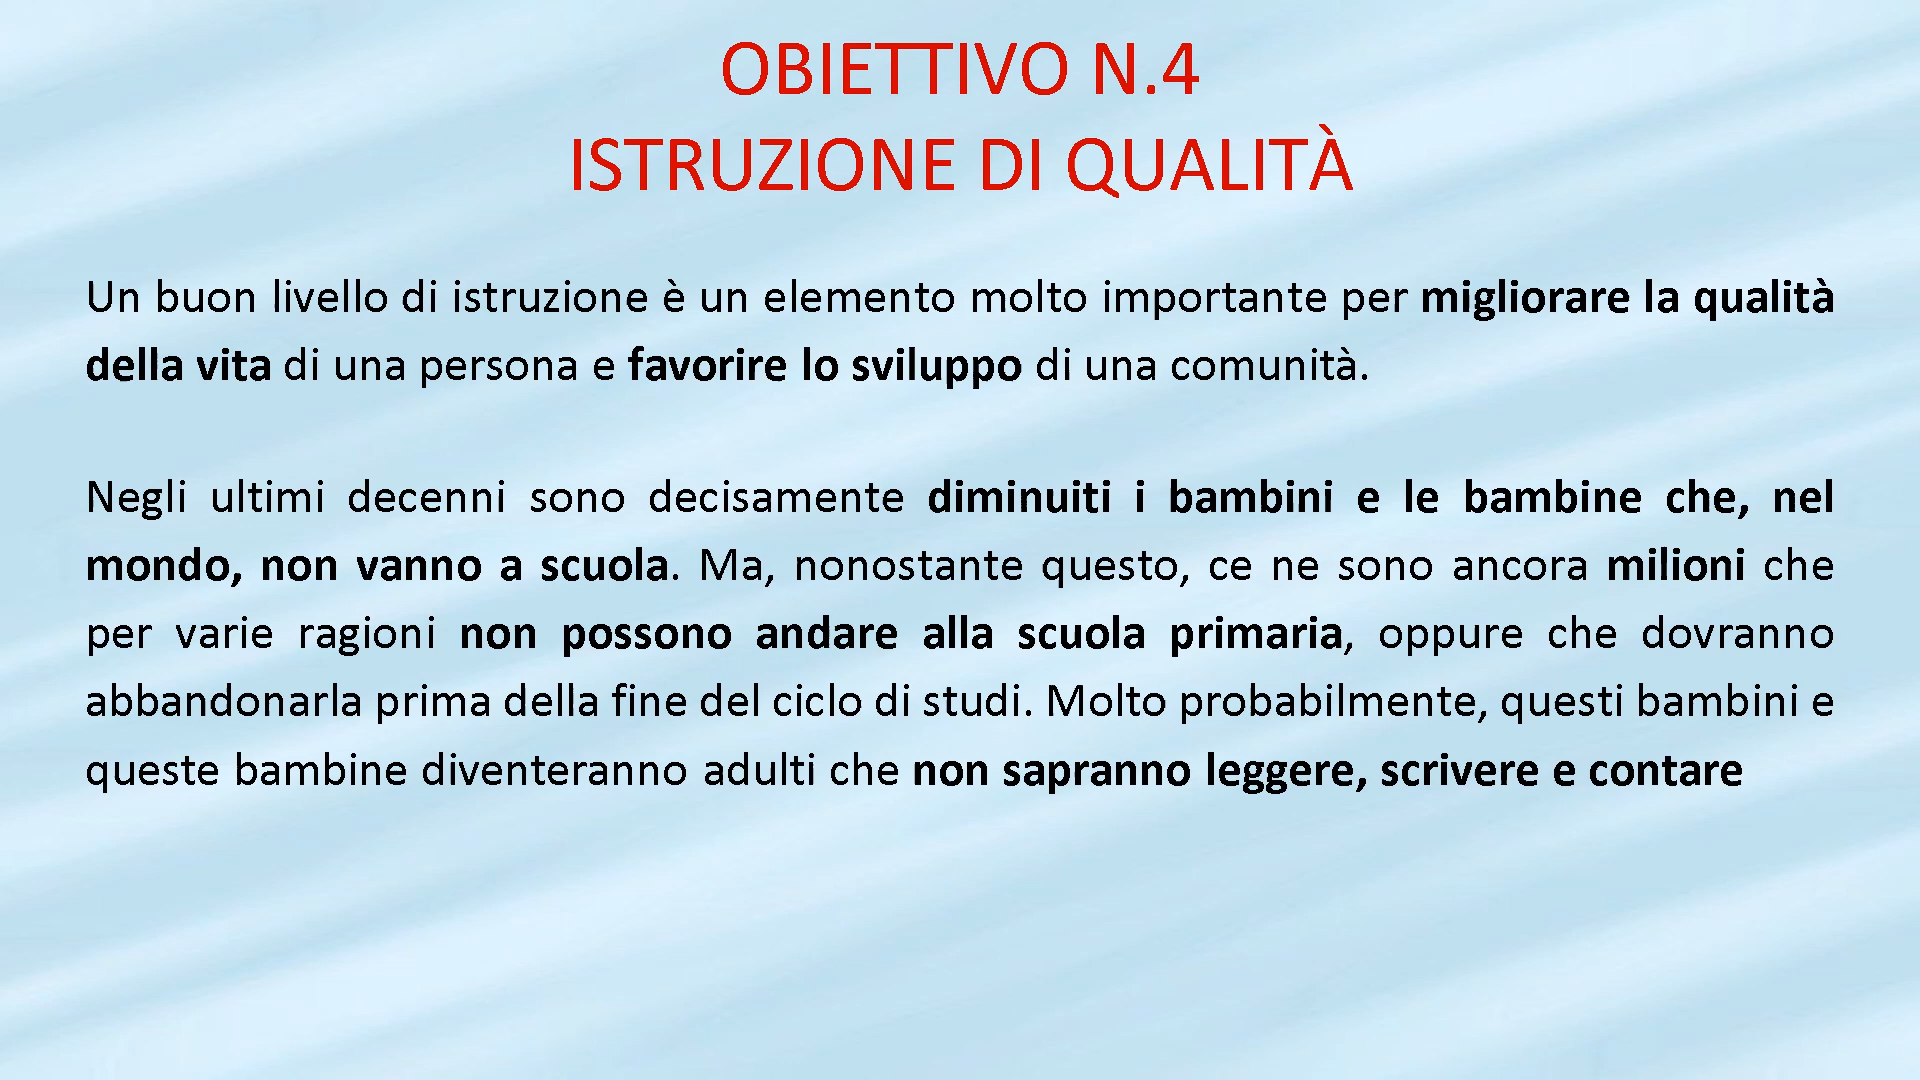 OBIETTIVO N.4
ISTRUZIONE DI QUALITÀ
Un buon livello di istruzione è un elemento molto importante per migliorare la qualità
della vita di una persona e favorire lo sviluppo di una comunità.
Negli ultimi decenni sono decisamente diminuiti i bambini e le bambine che, nel
mondo, non vanno a scuola. Ma, nonostante questo, ce ne sono ancora milioni che
per varie ragioni non possono andare alla scuola primaria, oppure che dovranno
abbandonarla prima della fine del ciclo di studi. Molto probabilmente, questi bambini e
queste bambine diventeranno adulti che non sapranno leggere, scrivere e contare